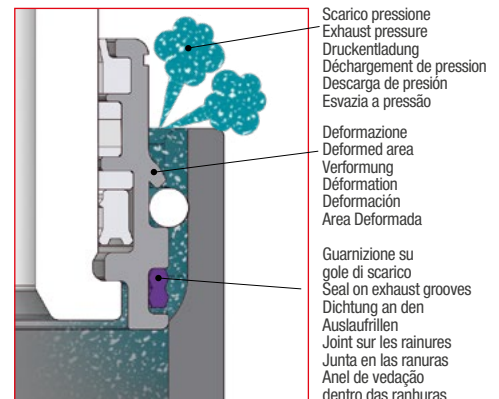 Scarico pressione
Exhaust pressure
Druckentladung
Déchargement de pression
Descarga de presión
Esvazia a pressão
Deformazione
Deformed area
Verformung
Déformation
Deformación
Area Deformada
Guarnizione su
gole di scarico
Seal on exhaust grooves
Dichtung an den
Auslaufrillen
Joint sur les rainures
Junta en las ranuras
Anel de vedação
dentro das ranhuras